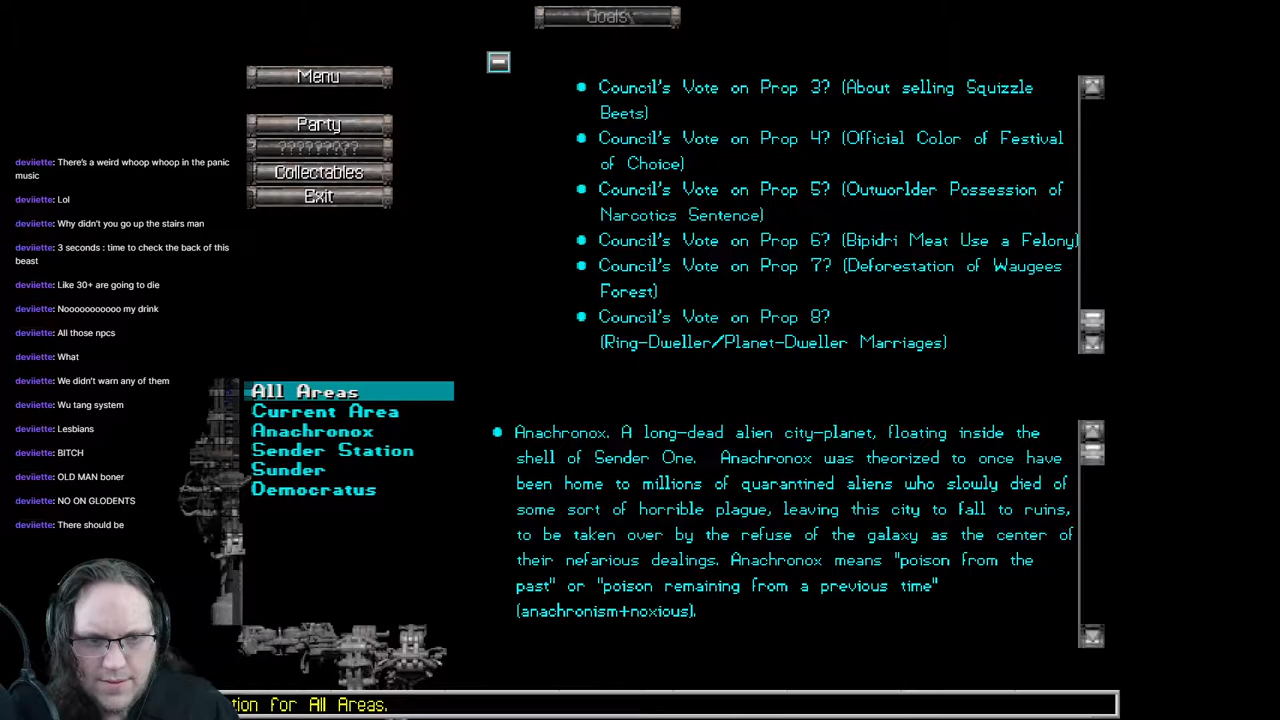 Goals
Menu
Party
?????????
Collectables
Exit
Council's Vote on Prop 3? (About selling Squizzle
Beets)
Council's Vote on Prop 4? (Official Color of Festival
of Choice)
Council's Vote on Prop 5? (Outworlder Possession of
Narcotics Sentence)
Council's Vote on Prop 6? (Bipidri Meat Use a Felony)
Council's Vote on Prop 7? (Deforestation of Waugees
Forest)
Council's Vote on Prop 8?
(Ring-Dweller/Planet-Dweller Marriages)
deviiette: There's a weird whoop whoop in the panic
music
deviiette: Lol
deviiette: Why didn't you go up the stairs man
deviiette: 3 seconds : time to check the back of this
beast
deviiette: Like 30+ are going to die
deviiette: Nooooooooooo my drink
deviiette: All those npcs
deviiette: What
deviiette: We didn't warn any of them
deviiette: Wu tang system
deviiette: Lesbians
deviiette: BITCH
deviiette: OLD MAN boner
deviiette: NO ON GLODENTS
deviiette: There should be
All Areas
Current Area
Anachronox
Sender Station
Sunder
Democratus
Anachronox. A long-dead alien city-planet, floating inside the
shell of Sender One. Anachronox was theorized to once have
been home to millions of quarantined aliens who slowly died of
some sort of horrible plague, leaving this city to fall to ruins,
to be taken over by the refuse of the galaxy as the center of
their nefarious dealings. Anachronox means "poison from the
past" or "poison remaining from a previous time"
(anachronism+noxious).
tion for All Areas.